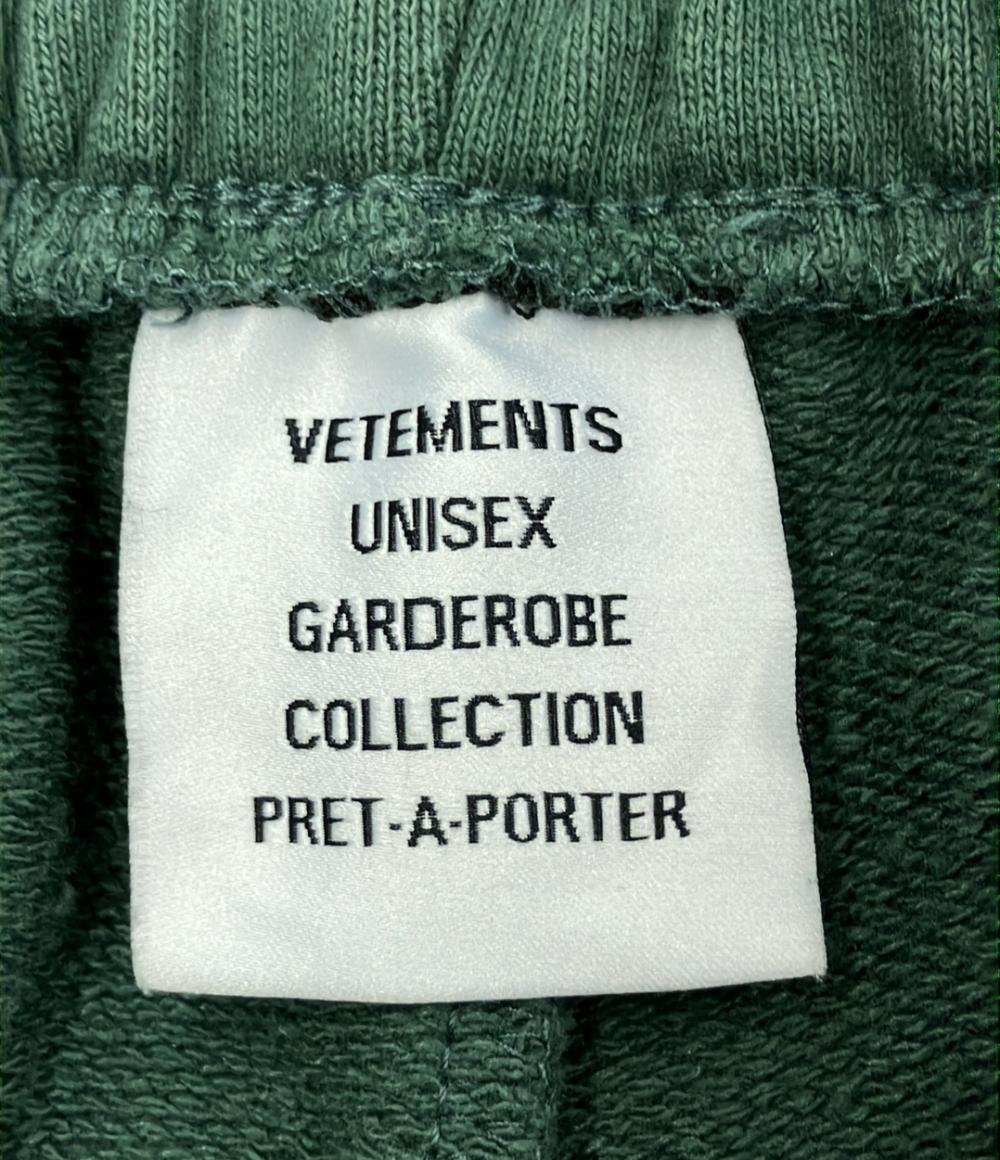 VETEMENTS
UNISEX
GARDEROBE
COLLECTION
PRET-A-PORTER